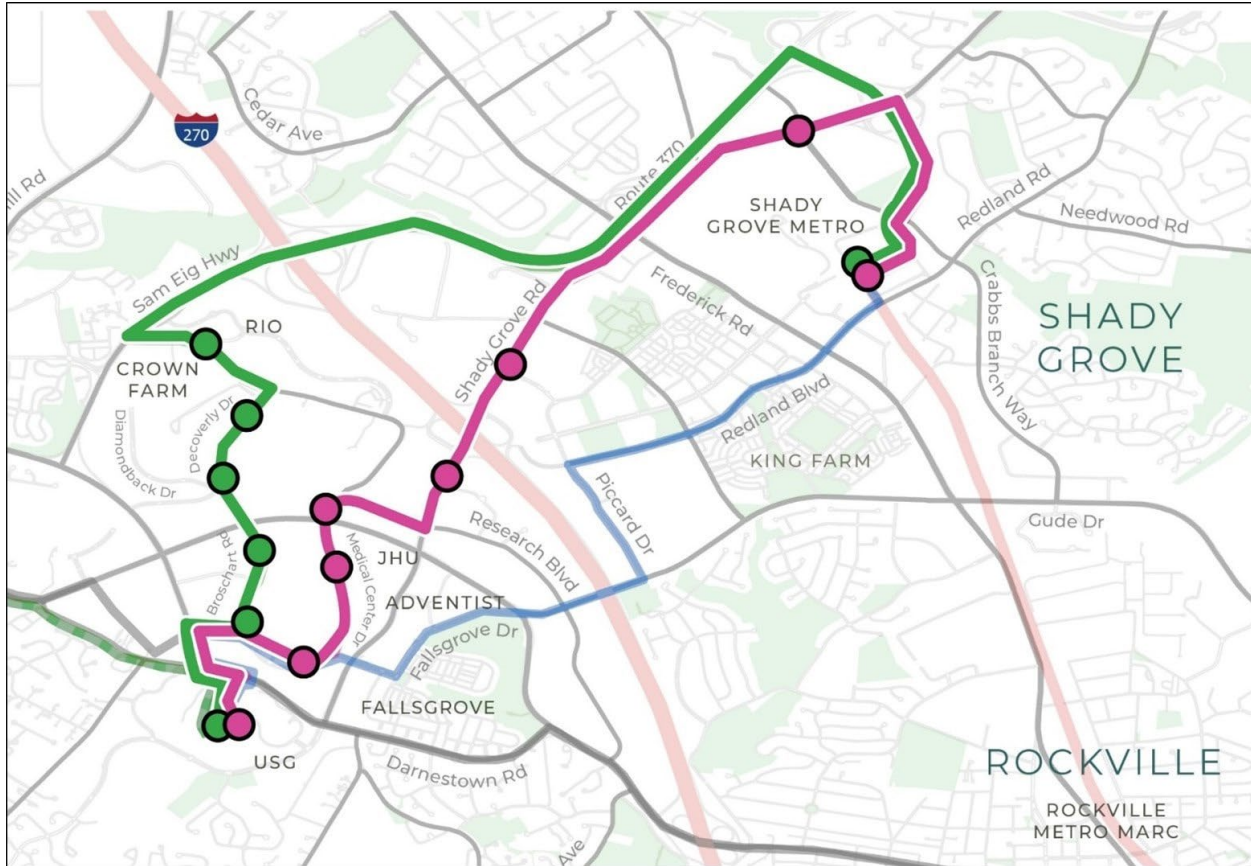 Cedar Ave
270
ill Rd
Route 370
SHADY
GROVE METRO
Redland Rd
Needwood Rd
Sam Eig Hwy
RIO
Frederick Rd
Crabbs Branch Way
SHADY
GROVE
CROWN
FARM
Shady Grove Rd
Decoverly Dr
Diamondback Dr
Redland Blvd
KING FARM
Piccard Dr
Gude Dr
Research Blvd
Broschart Rd
JHU
Medical Center Dr
ADVENTIST
Fallsgrove Dr
FALLSGROVE
USG
Darnestown Rd
ROCKVILLE
ROCKVILLE
METRO MARC
Ave